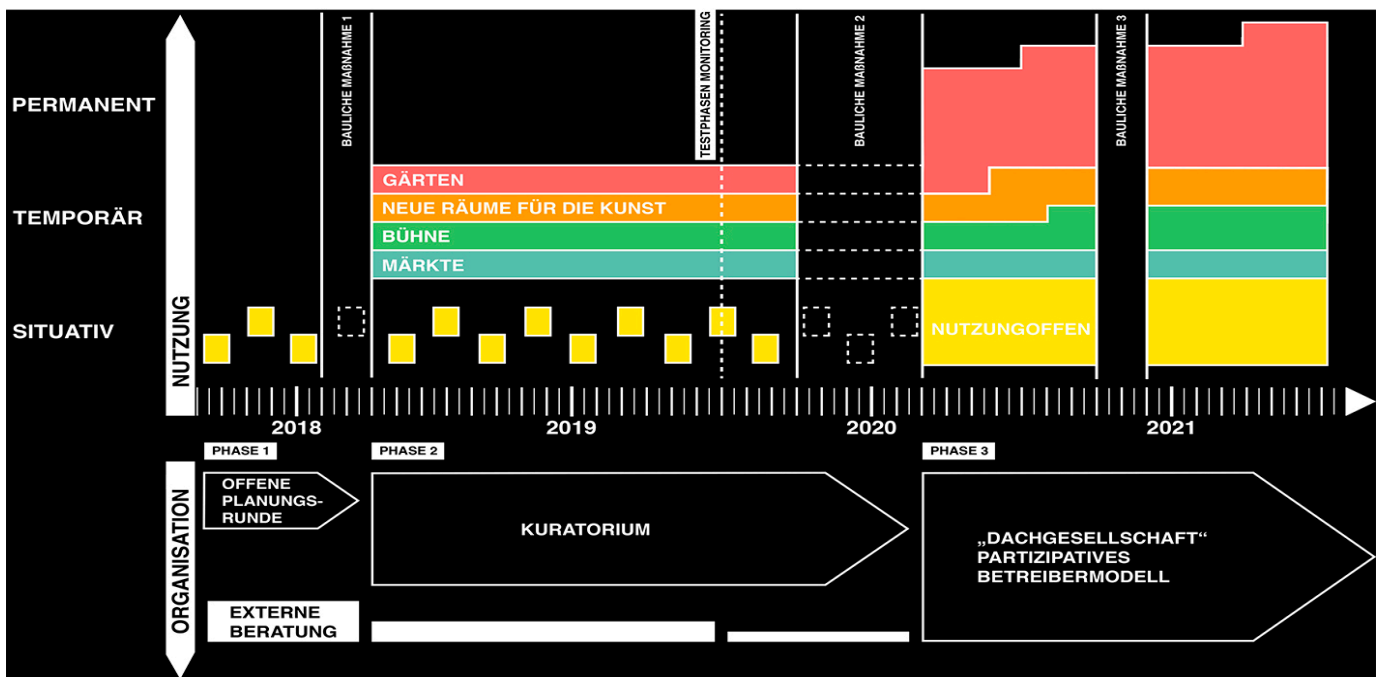 BAULICHE MAßNAHME 1
TESTPHASEN MONITORING
BAULICHE MAßNAHME 2
BAULICHE MAßNAHME 3
PERMANENT
TEMPORÄR
SITUATIV
NUTZUNG
GÄRTEN
NEUE RÄUME FÜR DIE KUNST
BÜHNE
MÄRKTE
NUTZUNGOFFEN
2018
2019
2020
2021
PHASE 1
PHASE 2
PHASE 3
ORGANISATION
OFFENE
PLANUNGS-
RUNDE
KURATORIUM
„DACHGESELLSCHAFT“
PARTIZIPATIVES
BETREIBERMODELL
EXTERNE
BERATUNG